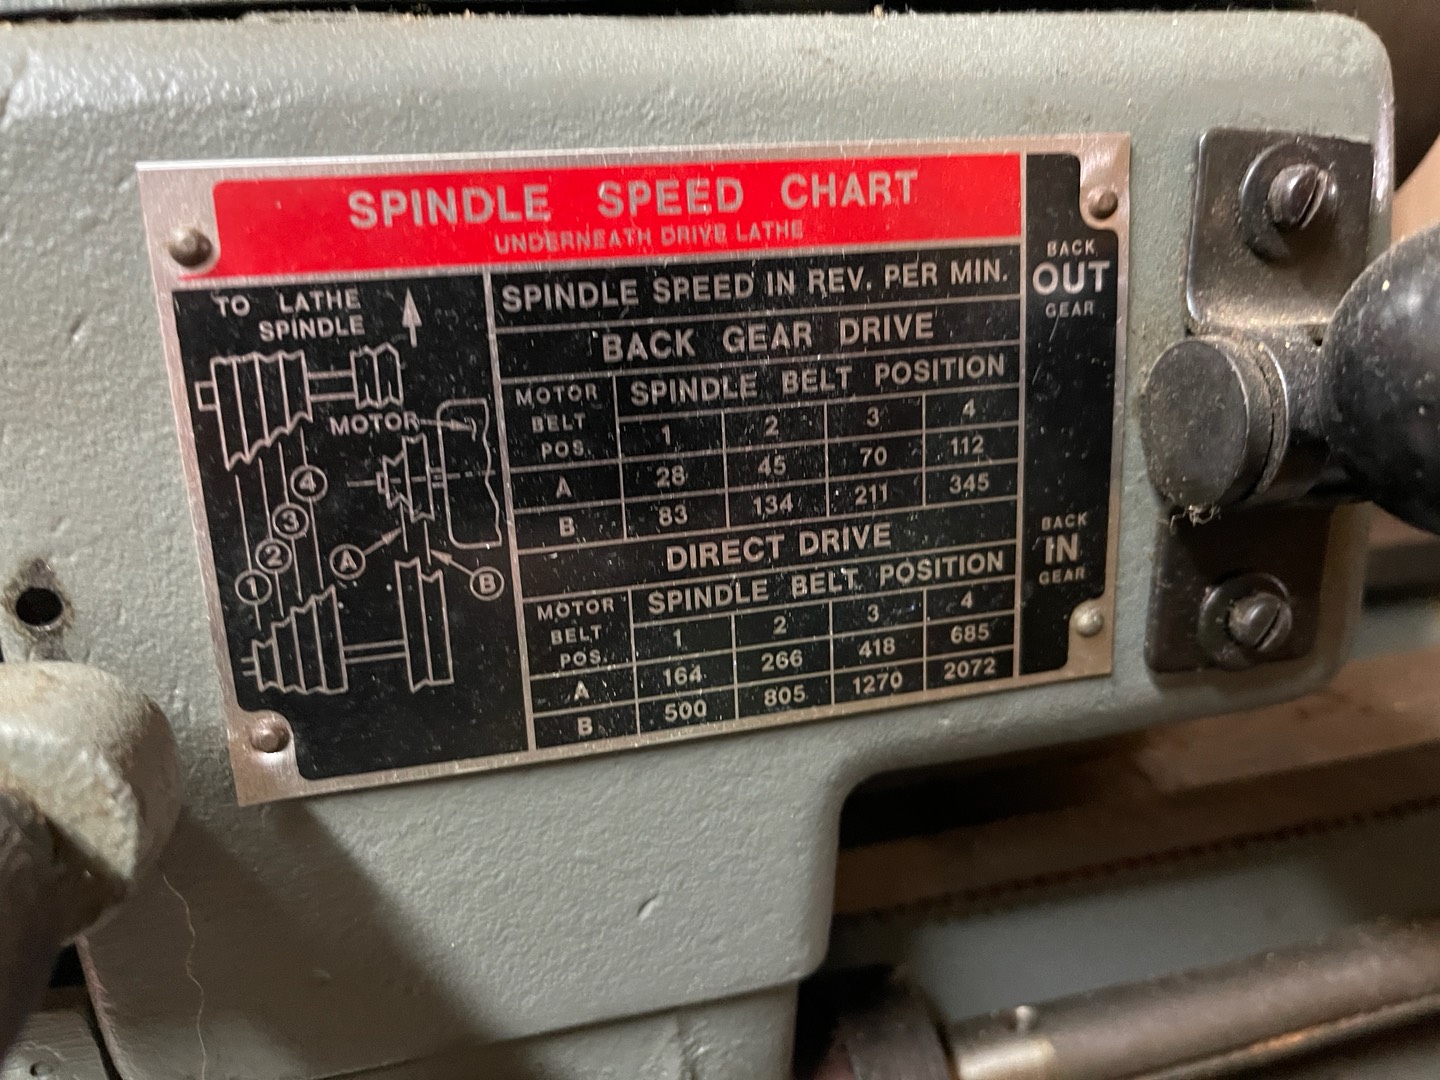 SPINDLE SPEED CHART
UNDERNEATH DRIVE LATHE
TO LATHE
SPINDLE
MOTOR
4
3
2
1
A
B
SPINDLE SPEED IN REV. PER MIN.
BACK GEAR DRIVE
MOTOR
BELT
POS.
SPINDLE BELT POSITION
1 2 3 4
A 28 45 70 112
B 83 134 211 345
DIRECT DRIVE
MOTOR
BELT
POS.
SPINDLE BELT POSITION
1 2 3 4
A 164 266 418 685
B 500 805 1270 2072
BACK
OUT
GEAR
BACK
IN
GEAR